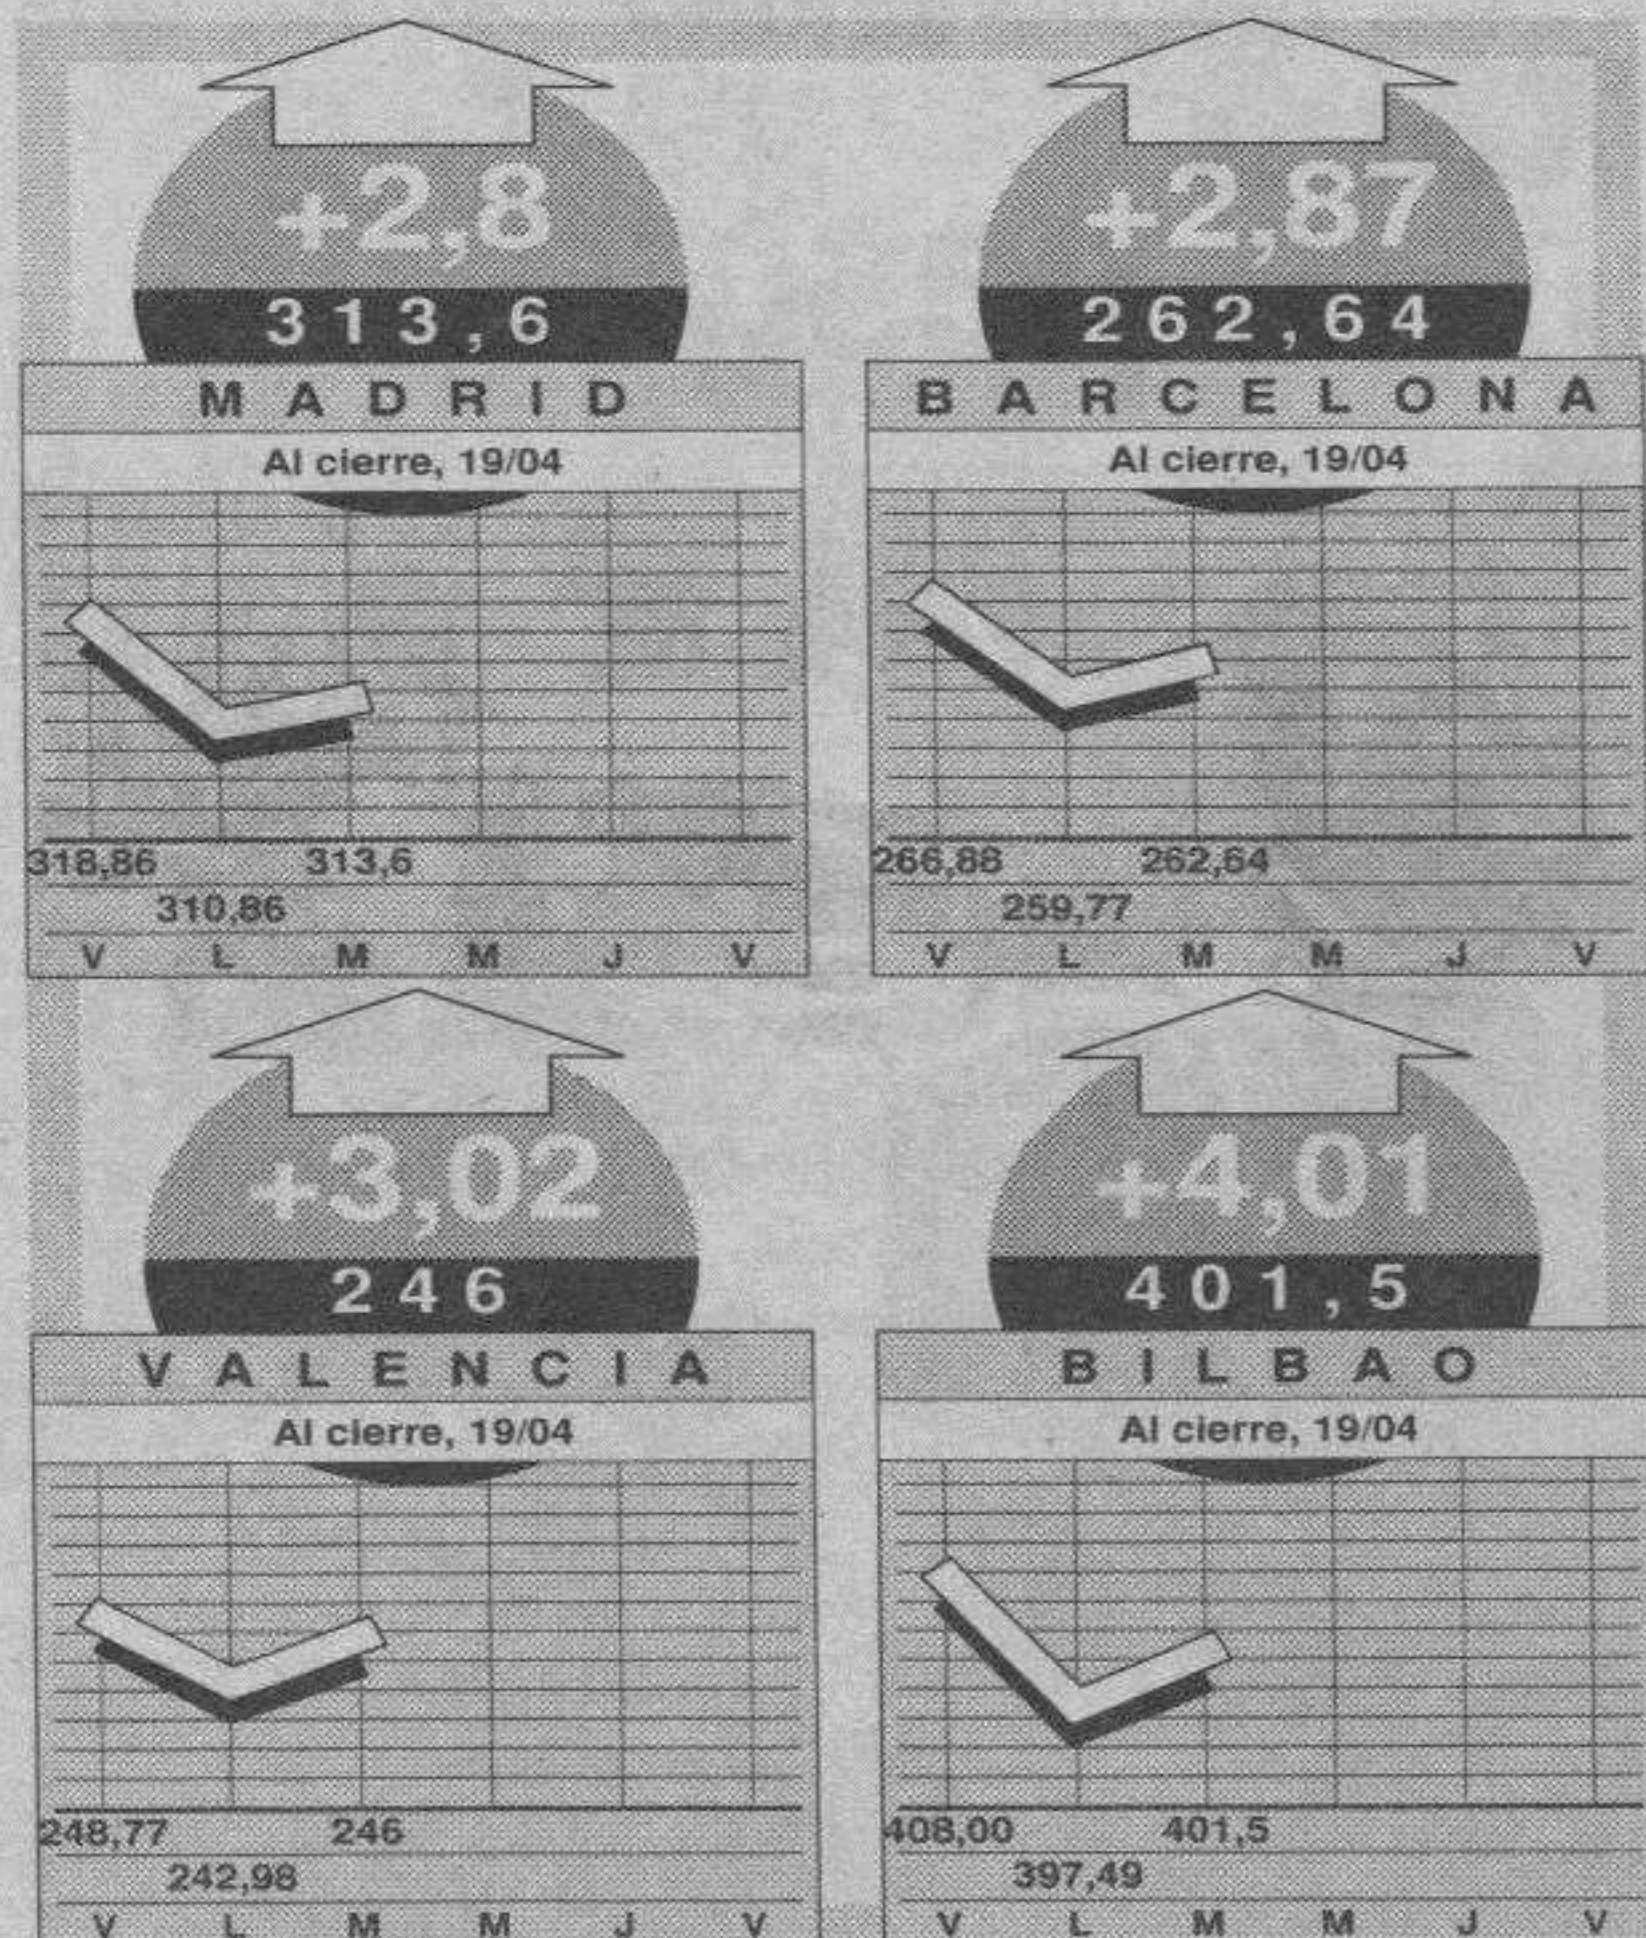 +2,8
313,6
MADRID
Al cierre, 19/04
318,86 313,6
310,86
V L M M J V
+2,87
262,64
BARCELONA
Al cierre, 19/04
266,88 262,64
259,77
V L M M J V
+3,02
246
VALENCIA
Al cierre, 19/04
248,77 246
242,98
V L M M J V
+4,01
401,5
BILBAO
Al cierre, 19/04
408,00 401,5
397,49
V L M M J V